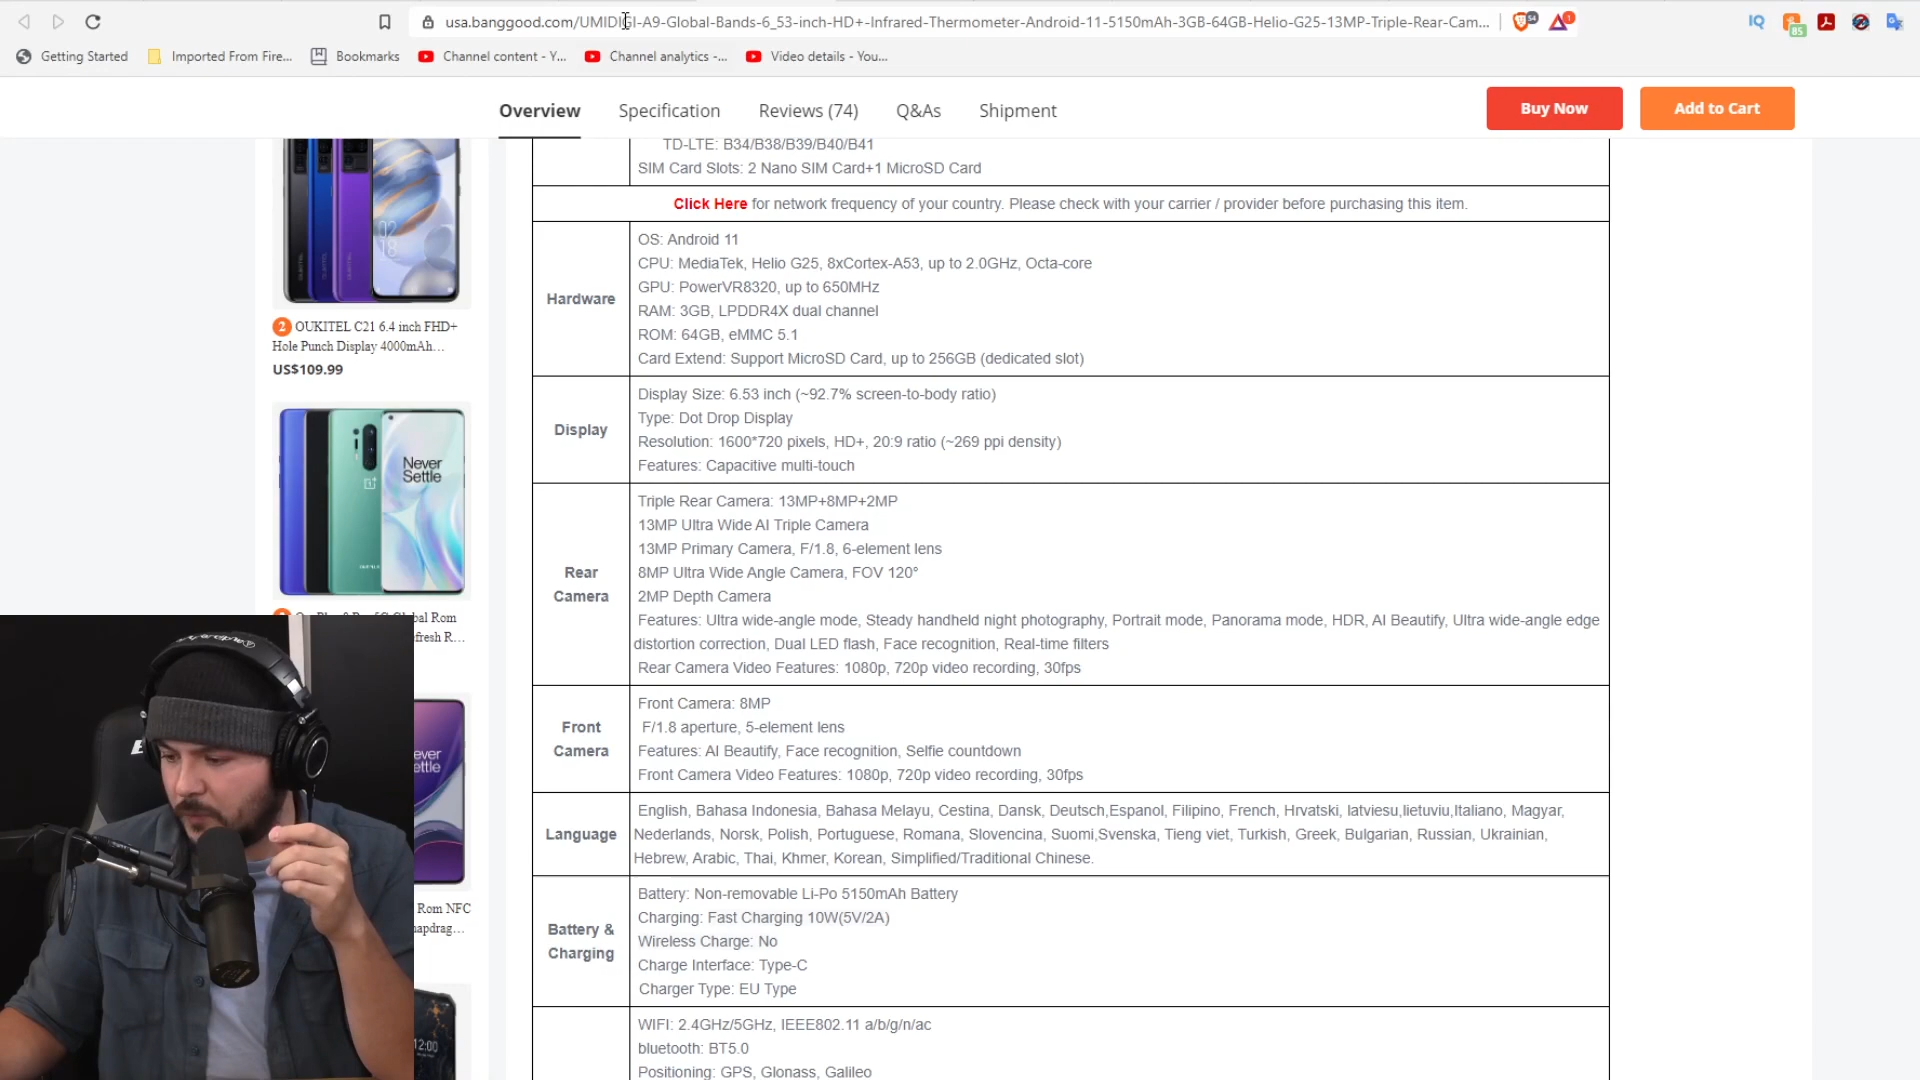 usa.banggood.com/UMIDIGI-A9-Global-Bands-6_53-inch-HD+-Infrared-Thermometer-Android-11-5150mAh-3GB-64GB-Helio-G25-13MP-Triple-Rear-Cam...
54
1
IQ
85
Getting Started
Imported From Fire...
Bookmarks
Channel content - Y...
Channel analytics -...
Video details - You...
Overview
Specification
Reviews (74)
Q&As
Shipment
Buy Now
Add to Cart
TD-LTE: B34/B38/B39/B40/B41
SIM Card Slots: 2 Nano SIM Card+1 MicroSD Card
Click Here for network frequency of your country. Please check with your carrier / provider before purchasing this item.
Hardware
OS: Android 11
CPU: MediaTek, Helio G25, 8xCortex-A53, up to 2.0GHz, Octa-core
GPU: PowerVR8320, up to 650MHz
RAM: 3GB, LPDDR4X dual channel
ROM: 64GB, eMMC 5.1
Card Extend: Support MicroSD Card, up to 256GB (dedicated slot)
Display
Display Size: 6.53 inch (~92.7% screen-to-body ratio)
Type: Dot Drop Display
Resolution: 1600*720 pixels, HD+, 20:9 ratio (~269 ppi density)
Features: Capacitive multi-touch
Rear
Camera
Triple Rear Camera: 13MP+8MP+2MP
13MP Ultra Wide AI Triple Camera
13MP Primary Camera, F/1.8, 6-element lens
8MP Ultra Wide Angle Camera, FOV 120°
2MP Depth Camera
Features: Ultra wide-angle mode, Steady handheld night photography, Portrait mode, Panorama mode, HDR, AI Beautify, Ultra wide-angle edge
distortion correction, Dual LED flash, Face recognition, Real-time filters
Rear Camera Video Features: 1080p, 720p video recording, 30fps
Front
Camera
Front Camera: 8MP
F/1.8 aperture, 5-element lens
Features: AI Beautify, Face recognition, Selfie countdown
Front Camera Video Features: 1080p, 720p video recording, 30fps
Language
English, Bahasa Indonesia, Bahasa Melayu, Cestina, Dansk, Deutsch,Espanol, Filipino, French, Hrvatski, latviesu,lietuviu,Italiano, Magyar,
Nederlands, Norsk, Polish, Portuguese, Romana, Slovencina, Suomi,Svenska, Tieng viet, Turkish, Greek, Bulgarian, Russian, Ukrainian,
Hebrew, Arabic, Thai, Khmer, Korean, Simplified/Traditional Chinese.
Battery &
Charging
Battery: Non-removable Li-Po 5150mAh Battery
Charging: Fast Charging 10W(5V/2A)
Wireless Charge: No
Charge Interface: Type-C
Charger Type: EU Type
WIFI: 2.4GHz/5GHz, IEEE802.11 a/b/g/n/ac
bluetooth: BT5.0
Positioning: GPS, Glonass, Galileo
12
18
2 OUKITEL C21 6.4 inch FHD+
Hole Punch Display 4000mAh...
US$109.99
Never
Settle
bal Rom
efresh R...
ever
ettle
Rom NFC
apdrag...
12:00